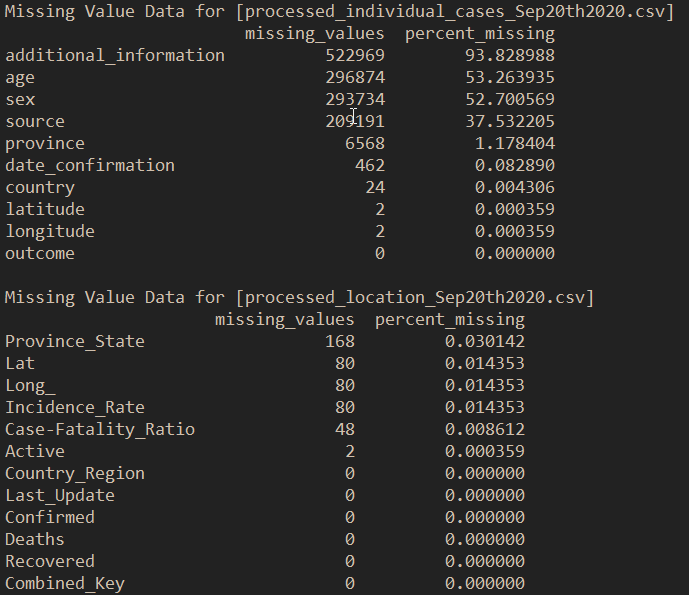 Missing Value Data for [processed_individual_cases_Sep20th2020.csv]
missing_values percent_missing
additional_information 522969 93.828988
age 296874 53.263935
sex 293734 52.700569
source 209191 37.532205
province 6568 1.178404
date_confirmation 462 0.082890
country 24 0.004306
latitude 2 0.000359
longitude 2 0.000359
outcome 0 0.000000
Missing Value Data for [processed_location_Sep20th2020.csv]
missing_values percent_missing
Province_State 168 0.030142
Lat 80 0.014353
Long_ 80 0.014353
Incidence_Rate 80 0.014353
Case-Fatality_Ratio 48 0.008612
Active 2 0.000359
Country_Region 0 0.000000
Last_Update 0 0.000000
Confirmed 0 0.000000
Deaths 0 0.000000
Recovered 0 0.000000
Combined_Key 0 0.000000